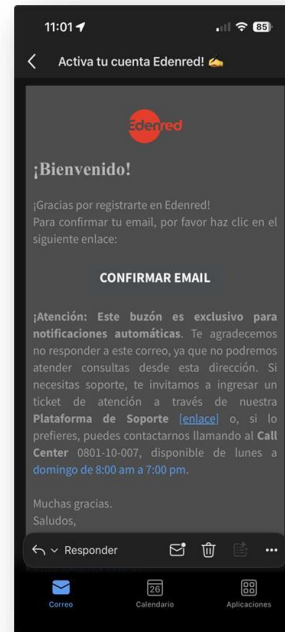 11:01
85
Activa tu cuenta Edenred! ✍️
Edenred
¡Bienvenido!
¡Gracias por registrarte en Edenred!
Para confirmar tu email, por favor haz clic en el
siguiente enlace:
CONFIRMAR EMAIL
¡Atención: Este buzón es exclusivo para
notificaciones automáticas. Te agradecemos
no responder a este correo, ya que no podremos
atender consultas desde esta dirección. Si
necesitas soporte, te invitamos a ingresar un
ticket de atención a través de nuestra
Plataforma de Soporte [enlace] o, si lo
prefieres, puedes contactarnos llamando al Call
Center 0801-10-007, disponible de lunes a
domingo de 8:00 am a 7:00 pm.
Muchas gracias.
Saludos,
Responder
26
Correo Calendario Aplicaciones